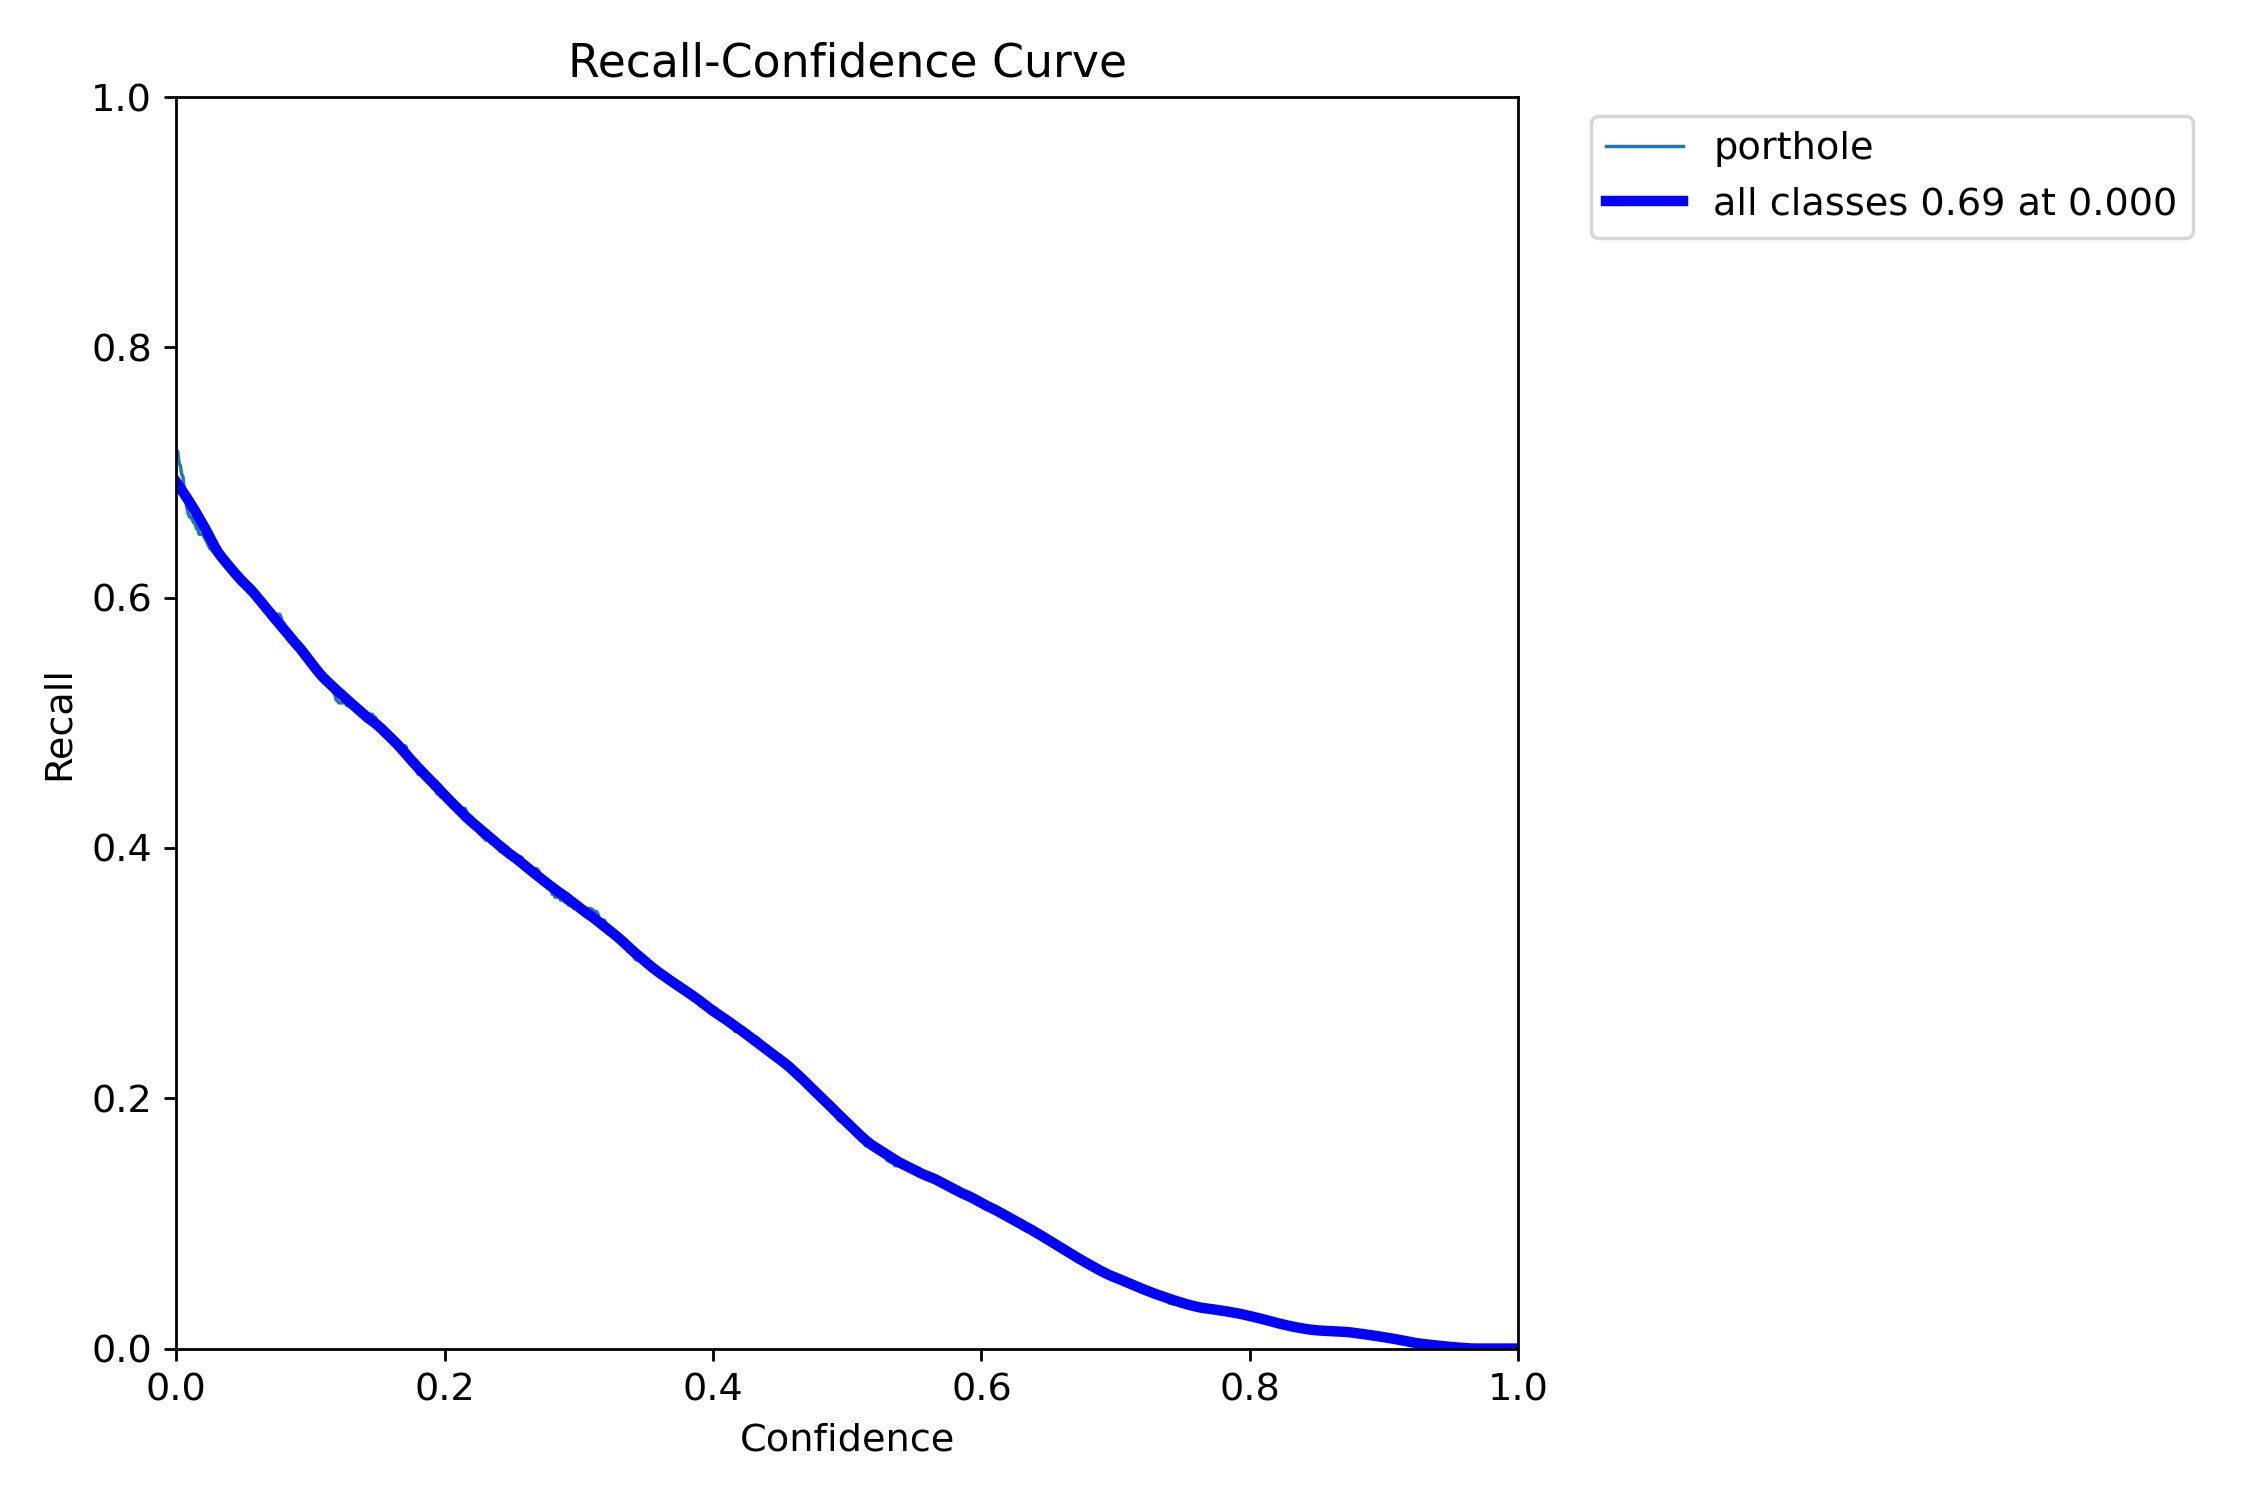 Recall-Confidence Curve
1.0
0.8
0.6
0.4
0.2
0.0
Recall
0.0 0.2 0.4 0.6 0.8 1.0
Confidence
porthole
all classes 0.69 at 0.000